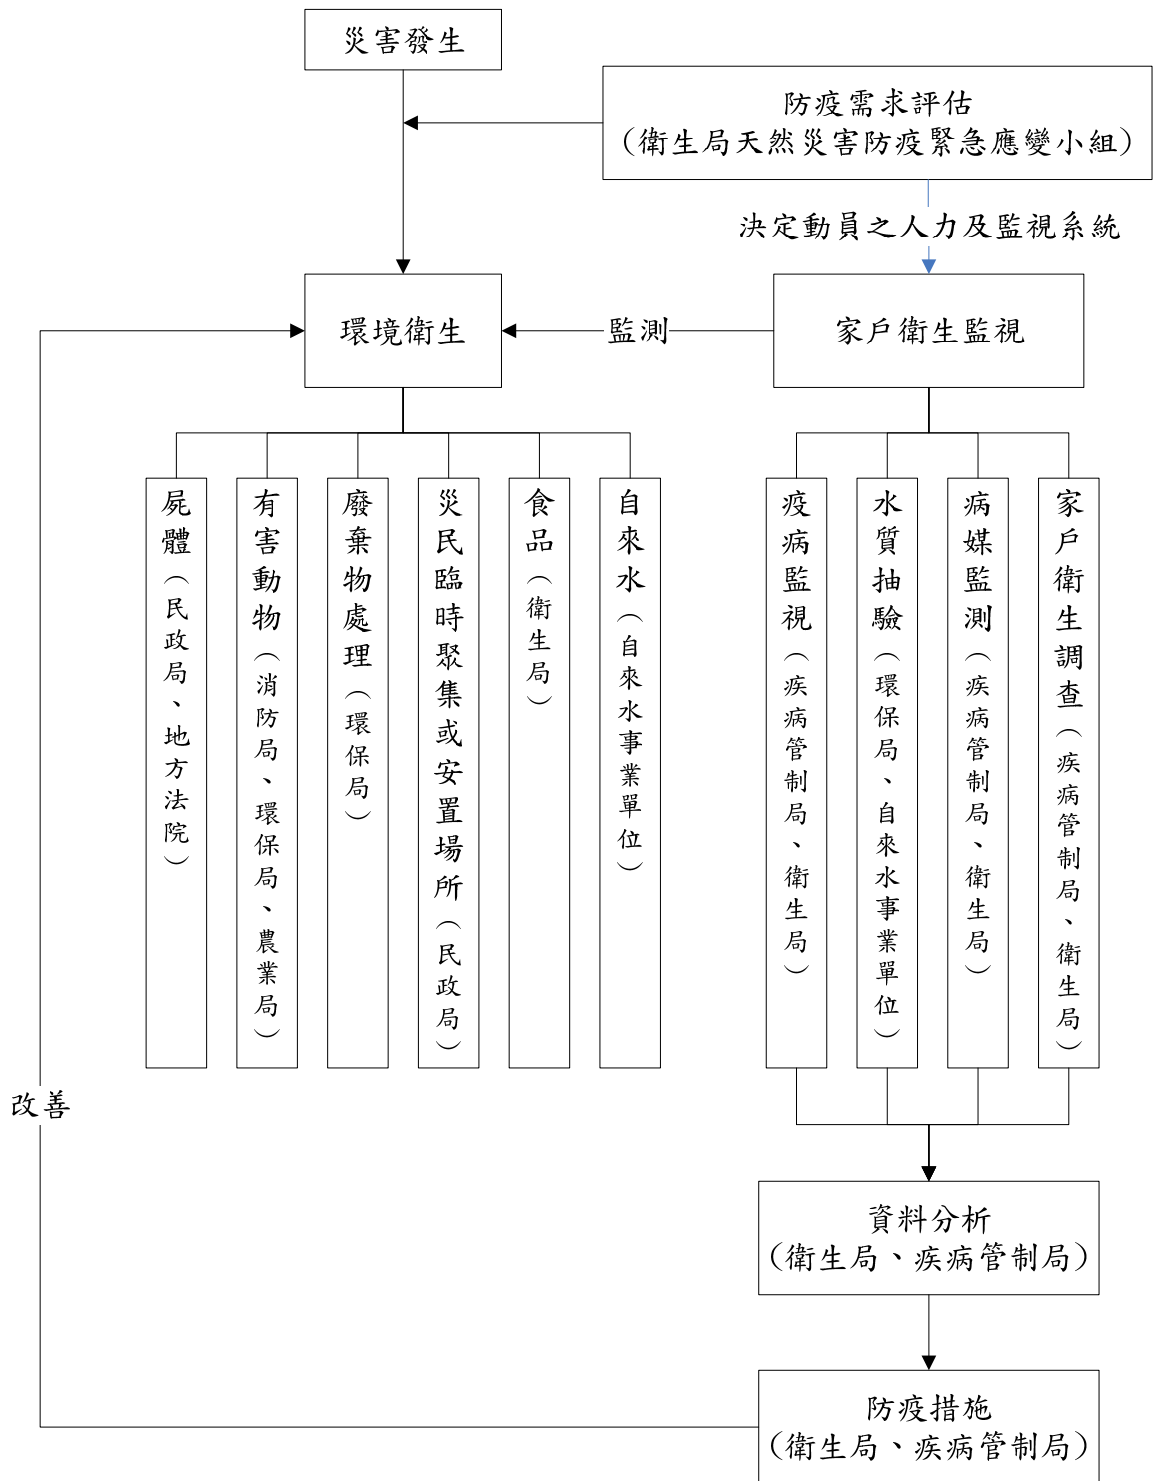 災害發生
防疫需求評估
（衛生局天然災害防疫緊急應變小組）
決定動員之人力及監視系統
環境衛生
監測
家戶衛生監視
屍體（民政局、地方法院）
有害動物（消防局、環保局、農業局）
廢棄物處理（環保局）
災民臨時聚集或安置場所（民政局）
食品（衛生局）
自來水（自來水事業單位）
疫病監視（疾病管制局、衛生局）
水質抽驗（環保局、自來水事業單位）
病媒監測（疾病管制局、衛生局）
家戶衛生調查（疾病管制局、衛生局）
改善
資料分析
（衛生局、疾病管制局）
防疫措施
（衛生局、疾病管制局）